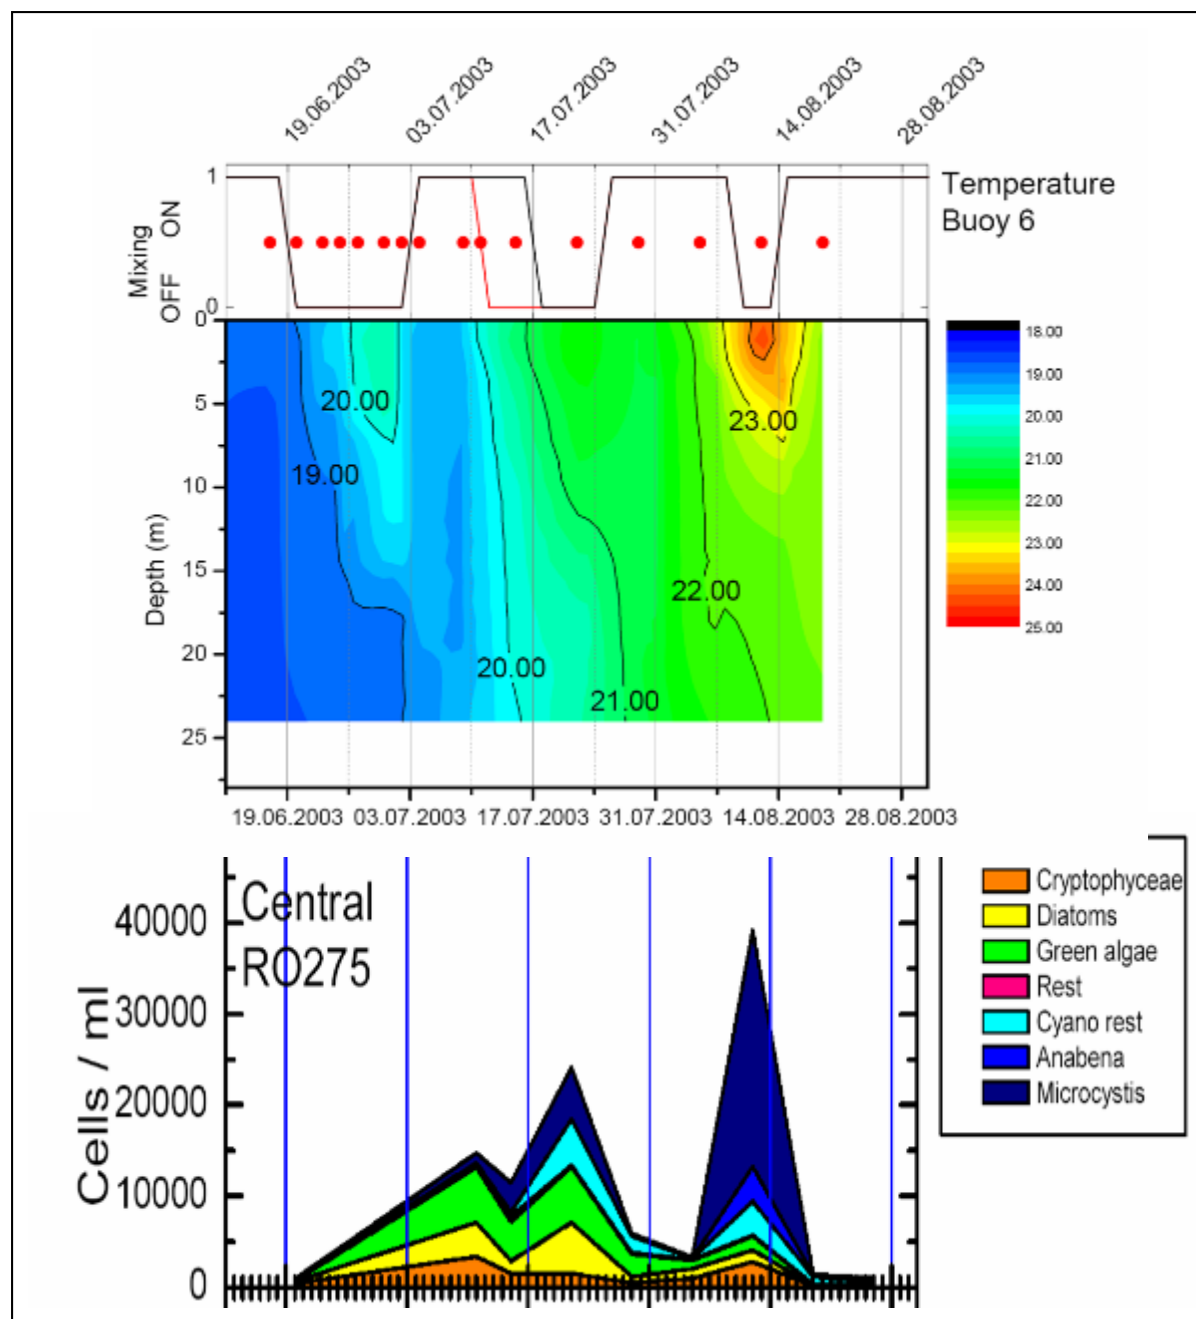 19.06.2003
03.07.2003
17.07.2003
31.07.2003
14.08.2003
28.08.2003
Temperature
Buoy 6
Mixing
OFF ON
1
0
0
5
10
15
20
25
Depth (m)
20.00
19.00
20.00
21.00
22.00
23.00
18.00
19.00
20.00
21.00
22.00
23.00
24.00
25.00
19.06.2003 03.07.2003 17.07.2003 31.07.2003 14.08.2003 28.08.2003
Central
RO275
Cells / ml
40000
30000
20000
10000
0
Cryptophyceae
Diatoms
Green algae
Rest
Cyano rest
Anabena
Microcystis